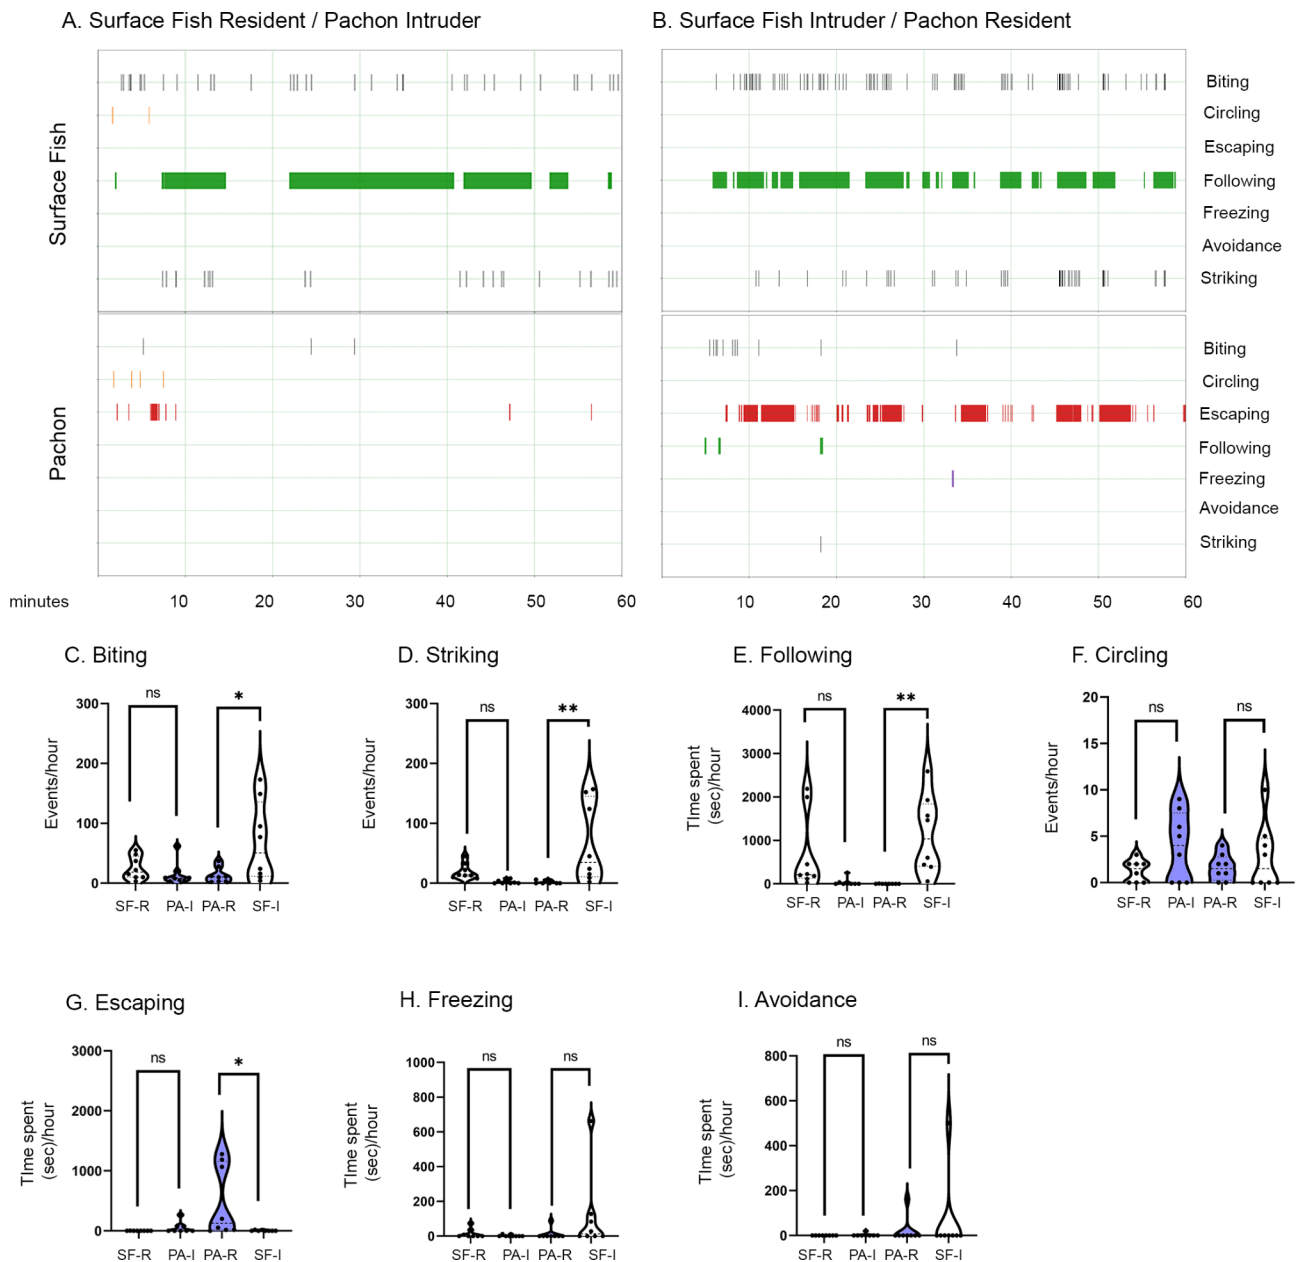 A. Surface Fish Resident / Pachon Intruder
B. Surface Fish Intruder / Pachon Resident
Surface Fish
Biting
Circling
Escaping
Following
Freezing
Avoidance
Striking
Pachon
Biting
Circling
Escaping
Following
Freezing
Avoidance
Striking
minutes 10 20 30 40 50 60
10 20 30 40 50 60
C. Biting
Events/hour
300
200
100
0
ns *
SF-R PA-I PA-R SF-I
D. Striking
Events/hour
300
200
100
0
ns **
SF-R PA-I PA-R SF-I
E. Following
TIme spent
(sec)/hour
4000
3000
2000
1000
0
ns **
SF-R PA-I PA-R SF-I
F. Circling
Events/hour
20
15
10
5
0
ns ns
SF-R PA-I PA-R SF-I
G. Escaping
TIme spent
(sec)/hour
3000
2000
1000
0
ns *
SF-R PA-I PA-R SF-I
H. Freezing
TIme spent
(sec)/hour
1000
800
600
400
200
0
ns ns
SF-R PA-I PA-R SF-I
I. Avoidance
TIme spent
(sec)/hour
800
600
400
200
0
ns ns
SF-R PA-I PA-R SF-I